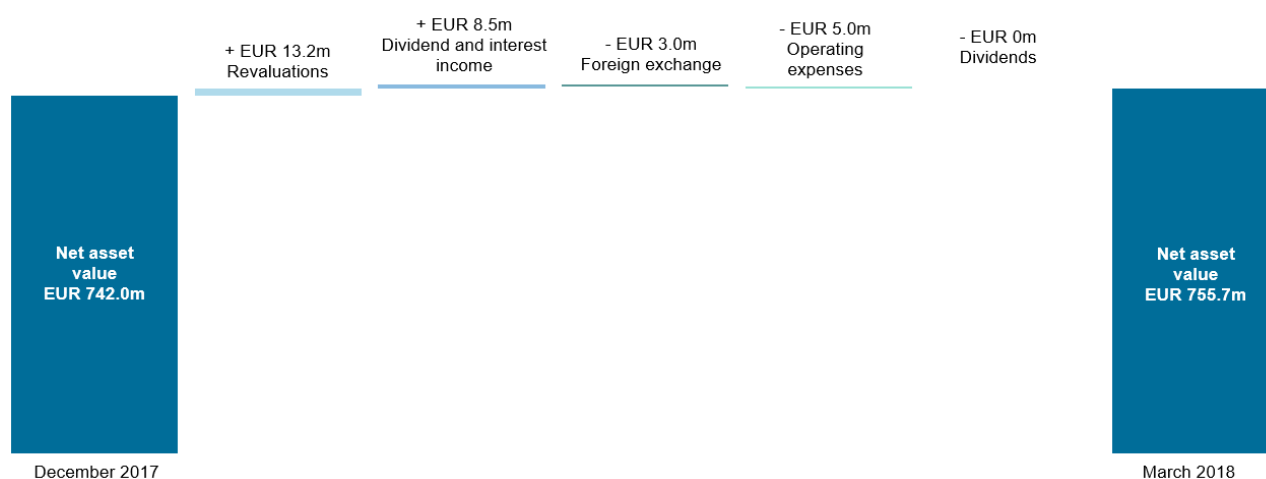 + EUR 13.2m
Revaluations
+ EUR 8.5m
Dividend and interest
income
- EUR 3.0m
Foreign exchange
- EUR 5.0m
Operating
expenses
- EUR 0m
Dividends
Net asset
value
EUR 742.0m
Net asset
value
EUR 755.7m
December 2017
March 2018